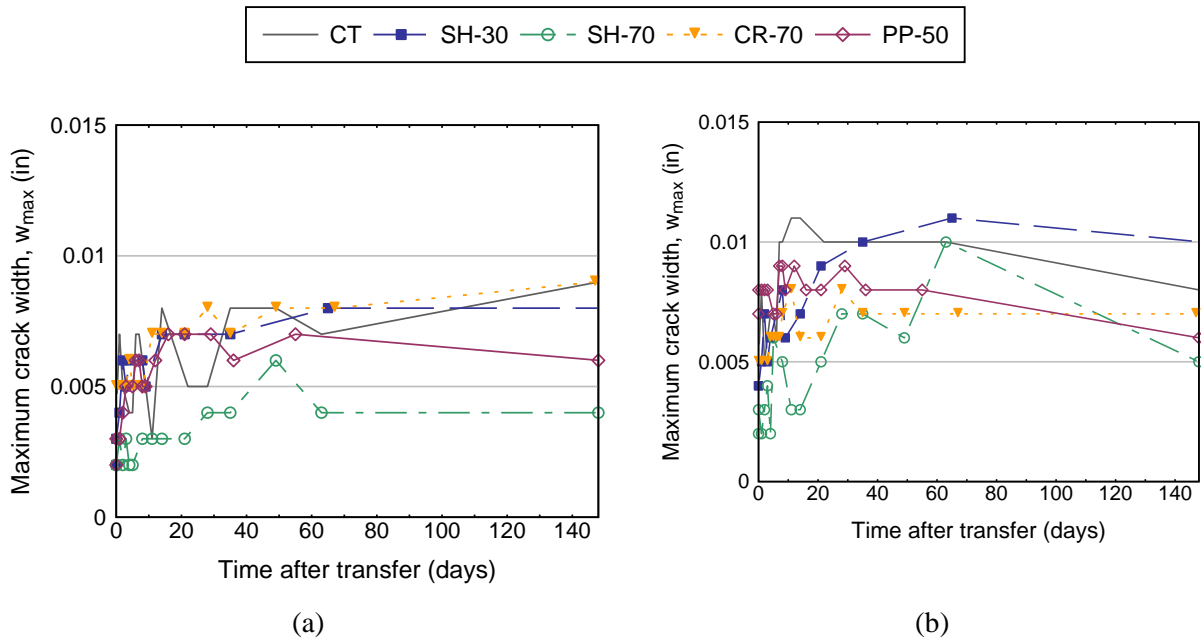 CT SH-30 SH-70 CR-70 PP-50
0.015
0.01
0.005
0
Maximum crack width, wmax (in)
0 20 40 60 80 100 120 140
Time after transfer (days)
(a)
0.015
0.01
0.005
0
Maximum crack width, wmax (in)
0 20 40 60 80 100 120 140
Time after transfer (days)
(b)